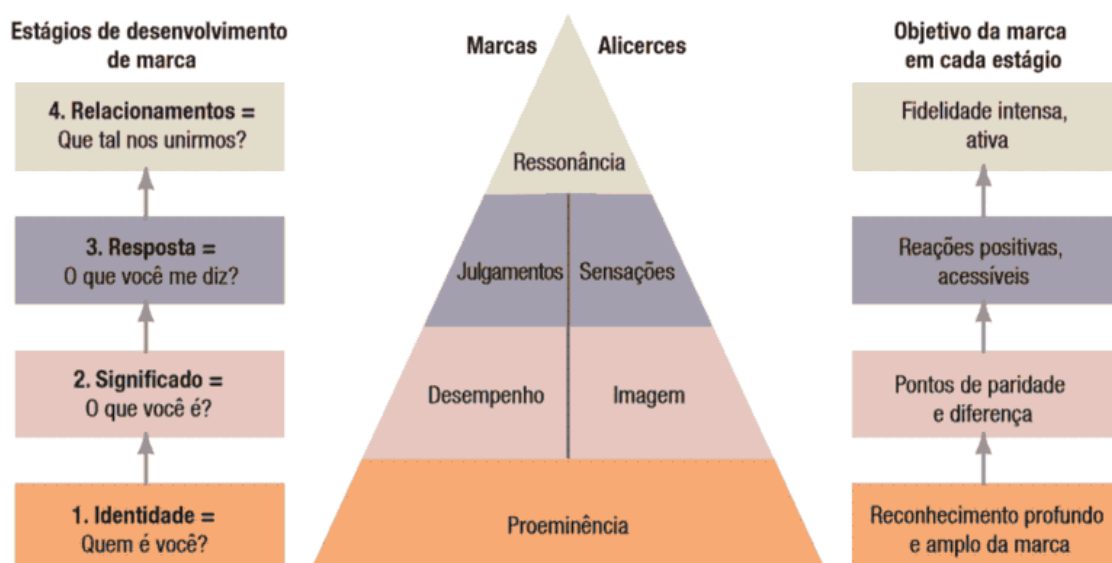 Estágios de desenvolvimento
de marca
4. Relacionamentos =
Que tal nos unirmos?
3. Resposta =
O que você me diz?
2. Significado =
O que você é?
1. Identidade =
Quem é você?
Marcas Alicerces
Ressonância
Julgamentos Sensações
Desempenho Imagem
Proeminência
Objetivo da marca
em cada estágio
Fidelidade intensa,
ativa
Reações positivas,
acessíveis
Pontos de paridade
e diferença
Reconhecimento profundo
e amplo da marca